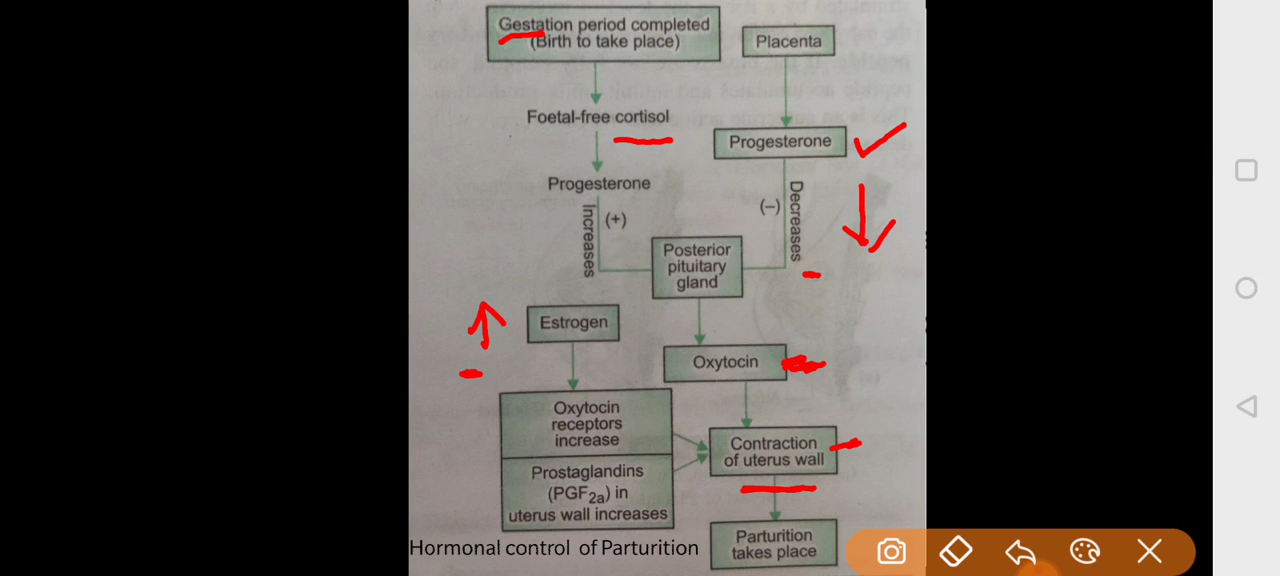 Gestation period completed
(Birth to take place)
Placenta
Foetal-free cortisol
Progesterone
Progesterone
Increases
(+)
(–)
Decreases
Posterior
pituitary
gland
Estrogen
Oxytocin
Oxytocin
receptors
increase
Prostaglandins
(PGF2a) in
uterus wall increases
Contraction
of uterus wall
Parturition
takes place
Hormonal control of Parturition